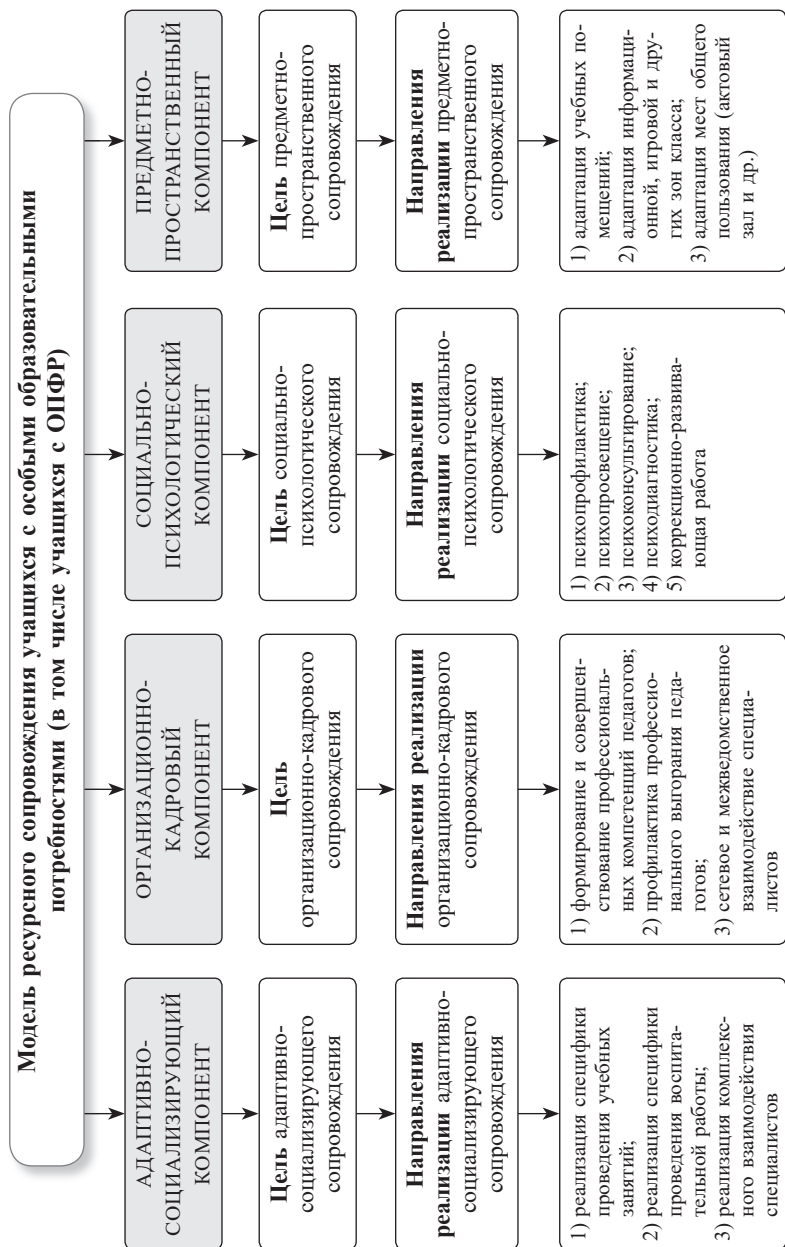 Модель ресурсного сопровождения учащихся с особыми образовательными
потребностями (в том числе учащихся с ОПФР)
АДАПТИВНО-
СОЦИАЛИЗИРУЮЩИЙ
КОМПОНЕНТ
Цель адаптивно-
социализирующего
сопровождения
Направления
реализации адаптивно-
социализирующего
сопровождения
1) реализация специфики
проведения учебных
занятий;
2) реализация специфики
проведения воспита-
тельной работы;
3) реализация комплекс-
ного взаимодействия
специалистов
ОРГАНИЗАЦИОННО-
КАДРОВЫЙ
КОМПОНЕНТ
Цель
организационно-кадрового
сопровождения
Направления реализации
организационно-кадрового
сопровождения
1) формирование и совершен-
ствование профессиональ-
ных компетенций педагогов;
2) профилактика профессио-
нального выгорания педа-
гогов;
3) сетевое и межведомственное
взаимодействие специа-
листов
СОЦИАЛЬНО-
ПСИХОЛОГИЧЕСКИЙ
КОМПОНЕНТ
Цель социально-
психологического
сопровождения
Направления
реализации социально-
психологического
сопровождения
1) психопрофилактика;
2) психопросвещение;
3) психоконсультирование;
4) психодиагностика;
5) коррекционно-развива-
ющая работа
ПРЕДМЕТНО-
ПРОСТРАНСТВЕННЫЙ
КОМПОНЕНТ
Цель предметно-
пространственного
сопровождения
Направления
реализации предметно-
пространственного
сопровождения
1) адаптация учебных по-
мещений;
2) адаптация информаци-
онной, игровой и дру-
гих зон класса;
3) адаптация мест общего
пользования (актовый
зал и др.)